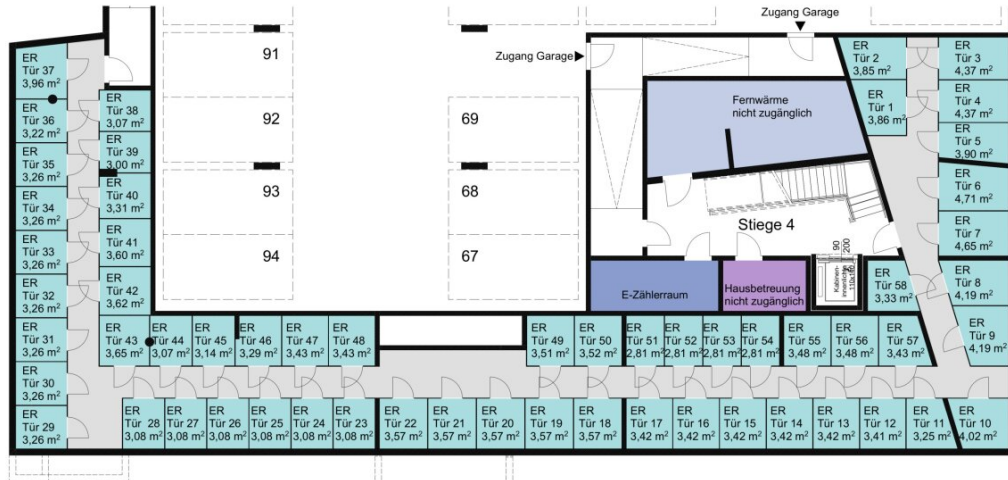 Zugang Garage
Zugang Garage
91
92
93
94
69
68
67
Fernwärme
nicht zugänglich
Stiege 4
E-Zählerraum
Hausbetreuung
nicht zugänglich
90
200
Kabinen-
ER
Tür 37
3,96 m²
ER
Tür 36
3,22 m²
ER
Tür 35
3,26 m²
ER
Tür 34
3,26 m²
ER
Tür 33
3,26 m²
ER
Tür 32
3,26 m²
ER
Tür 31
3,26 m²
ER
Tür 30
3,26 m²
ER
Tür 29
3,26 m²
ER
Tür 38
3,07 m²
ER
Tür 39
3,00 m²
ER
Tür 40
3,31 m²
ER
Tür 41
3,60 m²
ER
Tür 42
3,62 m²
ER
Tür 43
3,65 m²
ER
Tür 44
3,07 m²
ER
Tür 45
3,14 m²
ER
Tür 46
3,29 m²
ER
Tür 47
3,43 m²
ER
Tür 48
3,43 m²
ER
Tür 49
3,51 m²
ER
Tür 50
3,52 m²
ER
Tür 51
2,81 m²
ER
Tür 52
2,81 m²
ER
Tür 53
2,81 m²
ER
Tür 54
2,81 m²
ER
Tür 55
3,48 m²
ER
Tür 56
3,48 m²
ER
Tür 57
3,43 m²
ER
Tür 58
3,33 m²
ER
Tür 2
3,85 m²
ER
Tür 1
3,86 m²
ER
Tür 3
4,37 m²
ER
Tür 4
4,37 m²
ER
Tür 5
3,90 m²
ER
Tür 6
4,71 m²
ER
Tür 7
4,65 m²
ER
Tür 8
4,19 m²
ER
Tür 9
4,19 m²
ER
Tür 28
3,08 m²
ER
Tür 27
3,08 m²
ER
Tür 26
3,08 m²
ER
Tür 25
3,08 m²
ER
Tür 24
3,08 m²
ER
Tür 23
3,08 m²
ER
Tür 22
3,57 m²
ER
Tür 21
3,57 m²
ER
Tür 20
3,57 m²
ER
Tür 19
3,57 m²
ER
Tür 18
3,57 m²
ER
Tür 17
3,42 m²
ER
Tür 16
3,42 m²
ER
Tür 15
3,42 m²
ER
Tür 14
3,42 m²
ER
Tür 13
3,42 m²
ER
Tür 12
3,41 m²
ER
Tür 11
3,25 m²
ER
Tür 10
4,02 m²